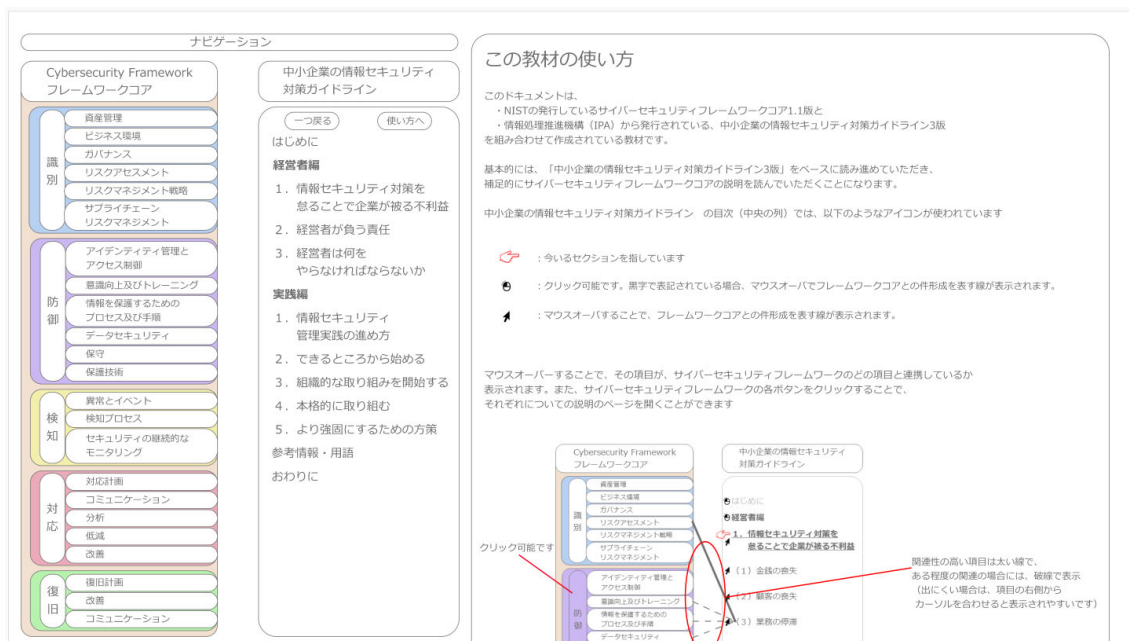 ナビゲーション
Cybersecurity Framework
フレームワークコア
識別
資産管理
ビジネス環境
ガバナンス
リスクアセスメント
リスクマネジメント戦略
サプライチェーン
リスクマネジメント
防御
アイデンティティ管理と
アクセス制御
意識向上及びトレーニング
情報を保護するための
プロセス及び手順
データセキュリティ
保守
保護技術
検知
異常とイベント
検知プロセス
セキュリティの継続的な
モニタリング
対応
対応計画
コミュニケーション
分析
低減
改善
復旧
復旧計画
改善
コミュニケーション
中小企業の情報セキュリティ
対策ガイドライン
一つ戻る
使い方へ
はじめに
経営者編
1．情報セキュリティ対策を
怠ることで企業が被る不利益
2．経営者が負う責任
3．経営者は何を
やらなければならないか
実践編
1．情報セキュリティ
管理実践の進め方
2．できるところから始める
3．組織的な取り組みを開始する
4．本格的に取り組む
5．より強固にするための方策
参考情報・用語
おわりに
この教材の使い方
このドキュメントは、
・NISTの発行しているサイバーセキュリティフレームワークコア1.1版と
・情報処理推進機構（IPA）から発行されている、中小企業の情報セキュリティ対策ガイドライン3版
を組み合わせて作成されている教材です。
基本的には、「中小企業の情報セキュリティ対策ガイドライン3版」をベースに読み進めていただき、
補足的にサイバーセキュリティフレームワークコアの説明を読んでいただくことになります。
中小企業の情報セキュリティ対策ガイドライン　の目次（中央の列）では、以下のようなアイコンが使われています
：今いるセクションを指しています
：クリック可能です。黒字で表記されている場合、マウスオーバでフレームワークコアとの件形成を表す線が表示されます。
：マウスオーバすることで、フレームワークコアとの件形成を表す線が表示されます。
マウスオーバーすることで、その項目が、サイバーセキュリティフレームワークのどの項目と連携しているか
表示されます。また、サイバーセキュリティフレームワークの各ボタンをクリックすることで、
それぞれについての説明のページを開くことができます
Cybersecurity Framework
フレームワークコア
識別
資産管理
ビジネス環境
ガバナンス
リスクアセスメント
リスクマネジメント戦略
サプライチェーン
リスクマネジメント
防御
アイデンティティ管理と
アクセス制御
意識向上及びトレーニング
情報を保護するための
プロセス及び手順
データセキュリティ
中小企業の情報セキュリティ
対策ガイドライン
はじめに
経営者編
1．情報セキュリティ対策を
怠ることで企業が被る不利益
（1）金銭の喪失
（2）顧客の喪失
（3）業務の停滞
クリック可能です
関連性の高い項目は太い線で、
ある程度の関連の場合には、破線で表示
（出にくい場合は、項目の右側から
カーソルを合わせると表示されやすいです）